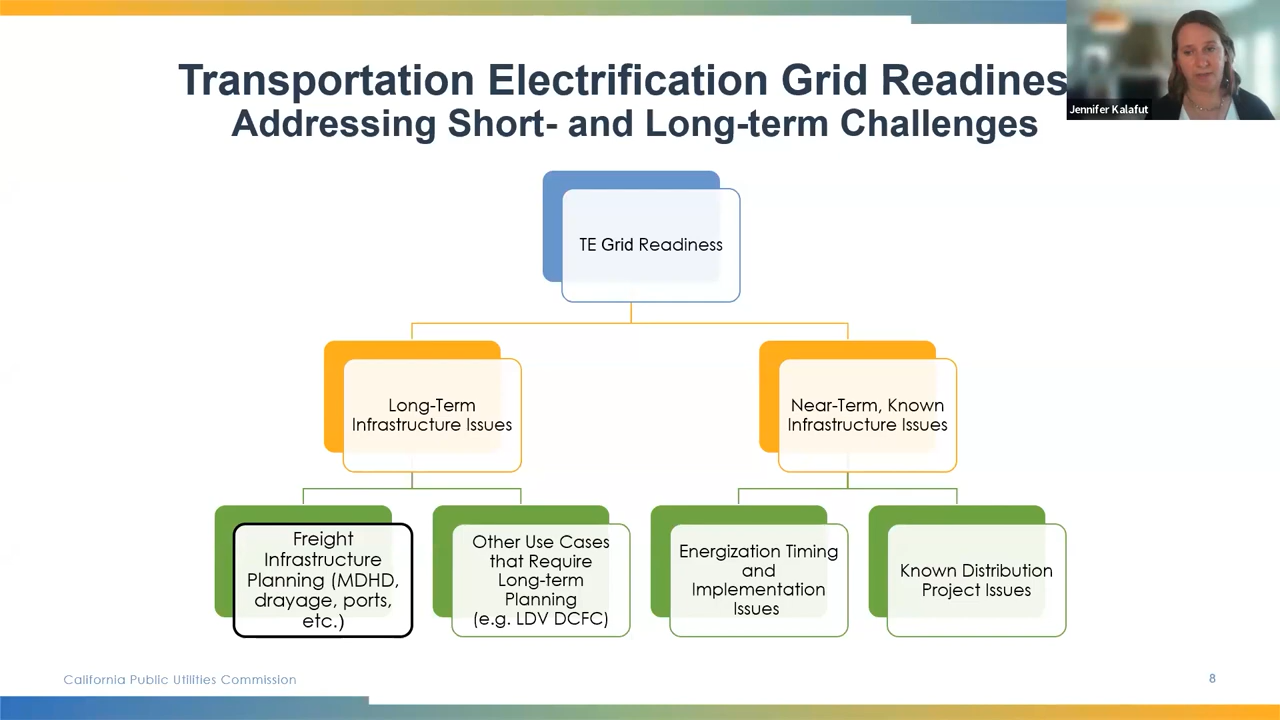 Transportation Electrification Grid Readines
Addressing Short- and Long-term Challenges
Jennifer Kalafut
TE Grid Readiness
Long-Term
Infrastructure Issues
Near-Term, Known
Infrastructure Issues
Freight
Infrastructure
Planning (MDHD,
drayage, ports,
etc.)
Other Use Cases
that Require
Long-term
Planning
(e.g. LDV DCFC)
Energization Timing
and
Implementation
Issues
Known Distribution
Project Issues
California Public Utilities Commission
8